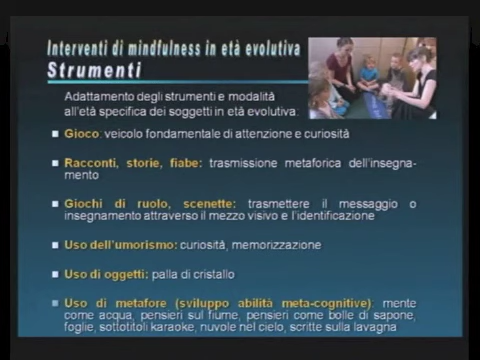 Interventi di mindfulness in età evolutiva
Strumenti
Adattamento degli strumenti e modalità
all'età specifica dei soggetti in età evolutiva:
Gioco: veicolo fondamentale di attenzione e curiosità
Racconti, storie, fiabe: trasmissione metaforica dell'insegna-
mento
Giochi di ruolo, scenette: trasmettere il messaggio o
insegnamento attraverso il mezzo visivo e l'identificazione
Uso dell'umorismo: curiosità, memorizzazione
Uso di oggetti: palla di cristallo
Uso di metafore (sviluppo abilità meta-cognitive): mente
come acqua, pensieri sul fiume, pensieri come bolle di sapone,
foglie, sottotitoli karaoke, nuvole nel cielo, scritte sulla lavagna